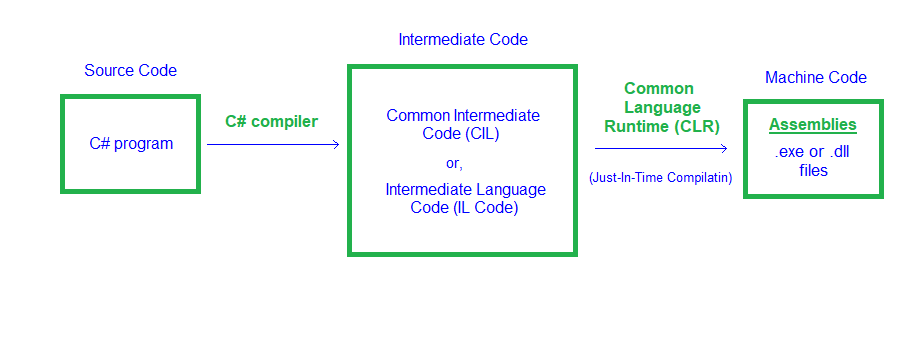 Intermediate Code
Source Code
Machine Code
C# program
C# compiler
Common Intermediate
Code (CIL)
or,
Intermediate Language
Code (IL Code)
Common
Language
Runtime (CLR)
(Just-In-Time Compilatin)
Assemblies
.exe or .dll
files